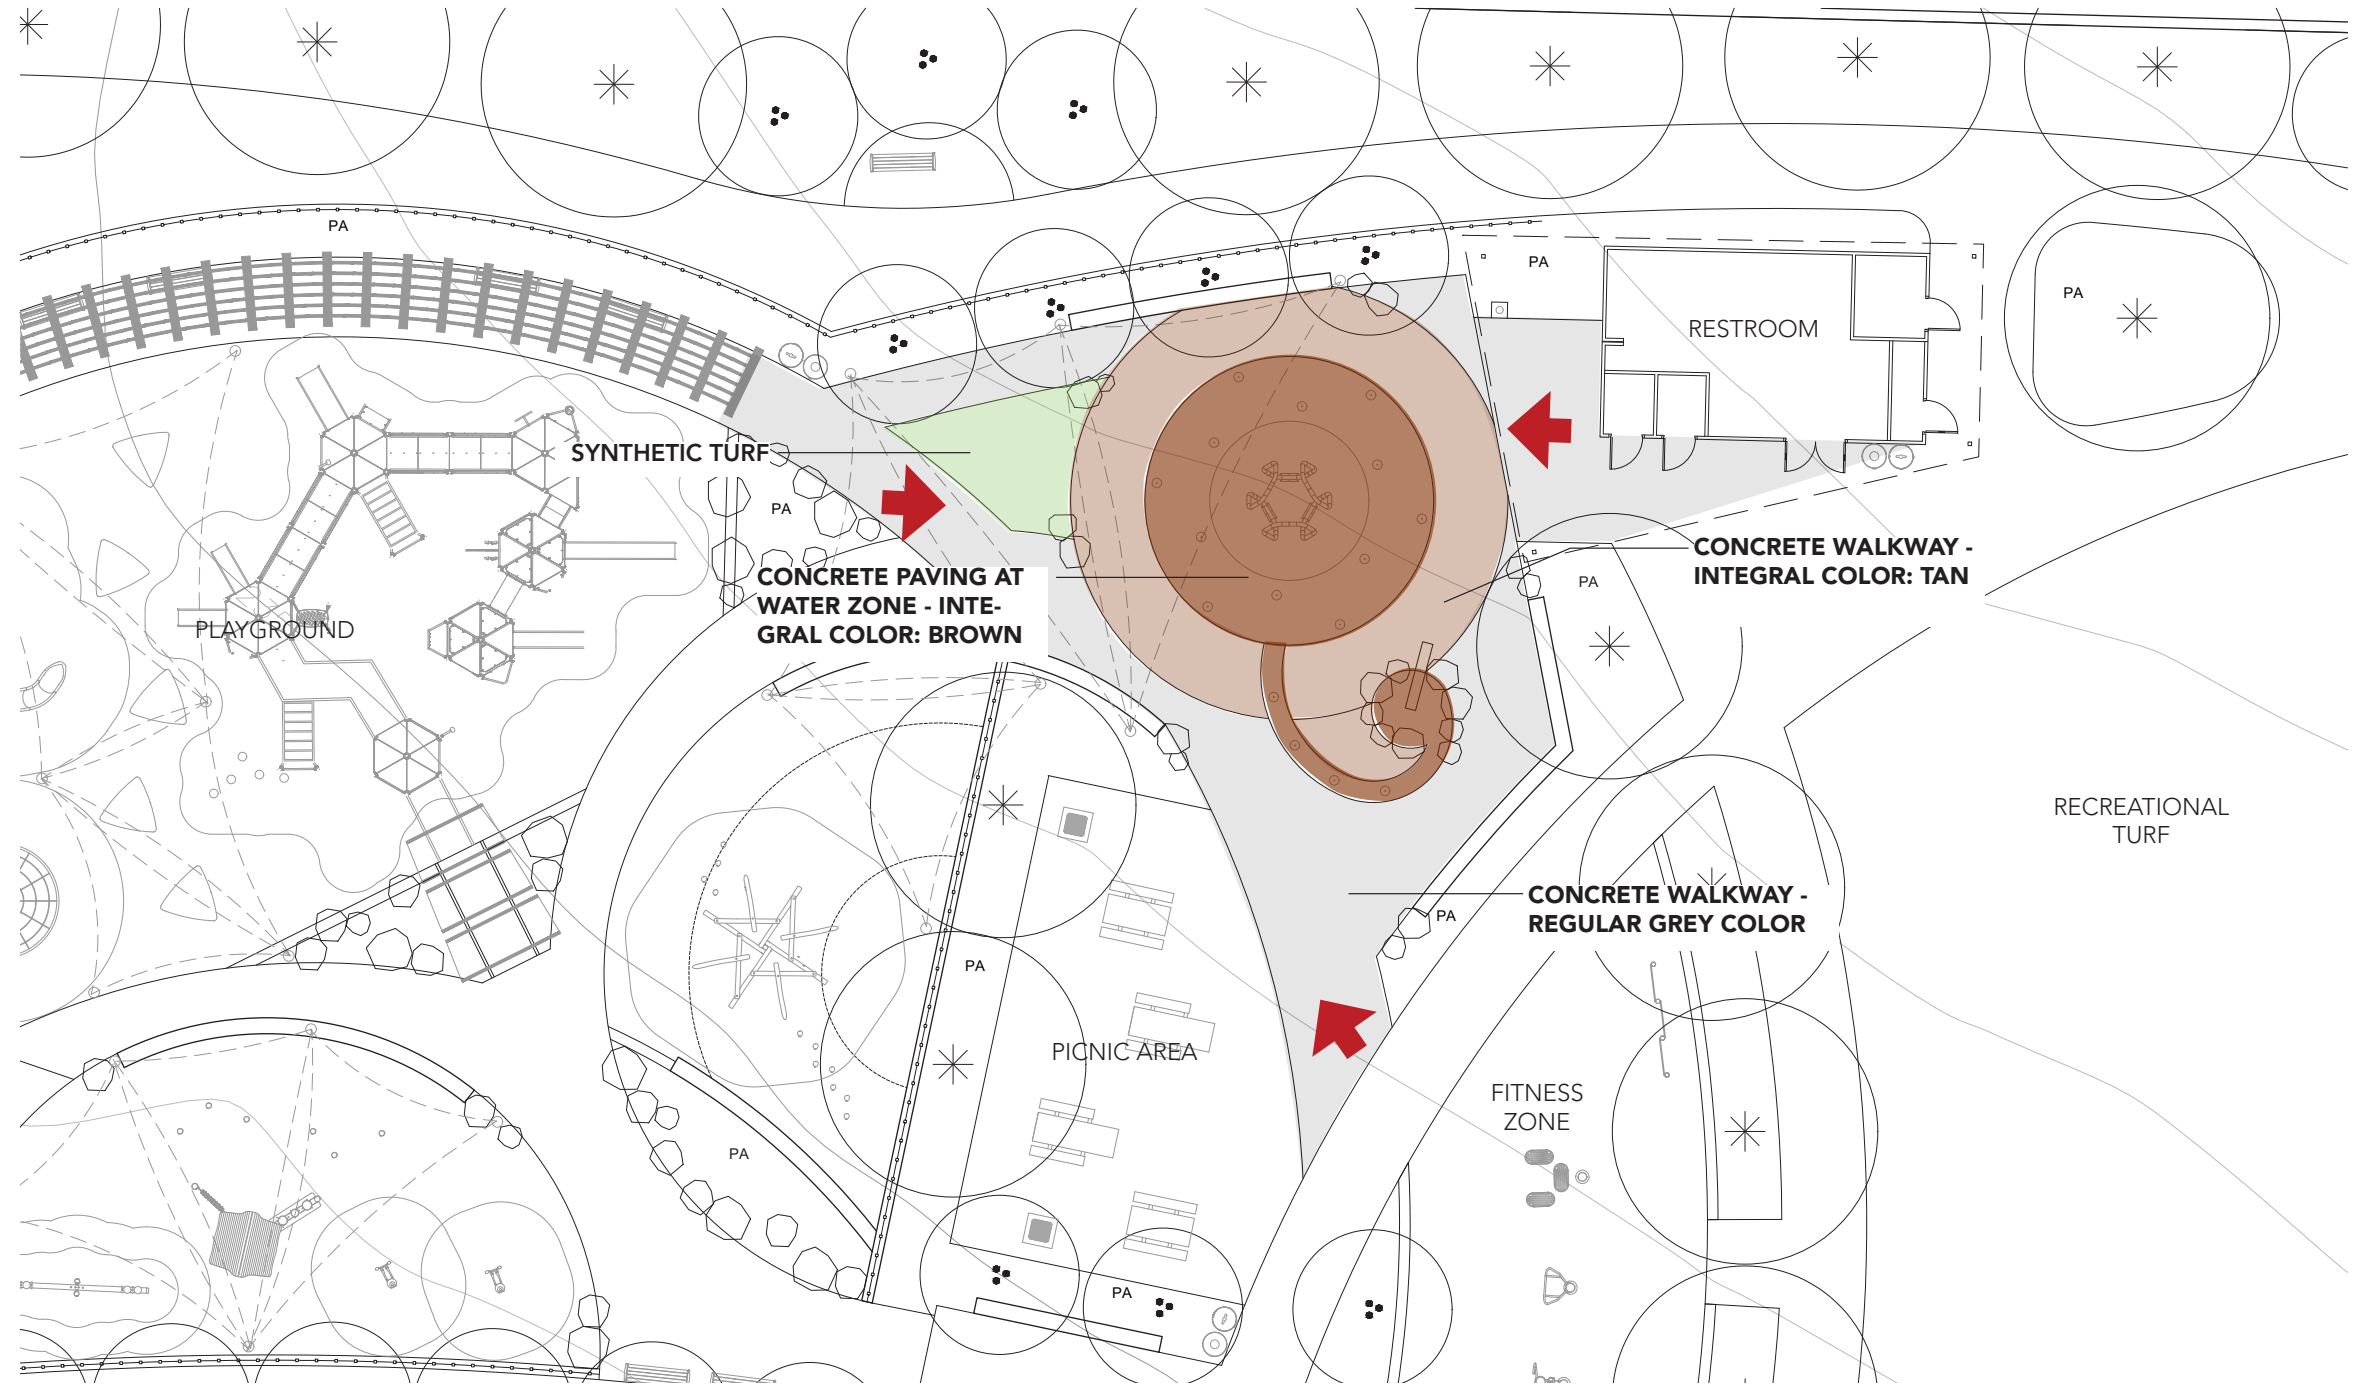 PA
PA
RESTROOM
PA
SYNTHETIC TURF
PA
CONCRETE WALKWAY -
INTEGRAL COLOR: TAN
PA
CONCRETE PAVING AT
WATER ZONE - INTE-
GRAL COLOR: BROWN
PLAYGROUND
RECREATIONAL
TURF
CONCRETE WALKWAY -
REGULAR GREY COLOR
PA
PA
PICNIC AREA
FITNESS
ZONE
PA
PA